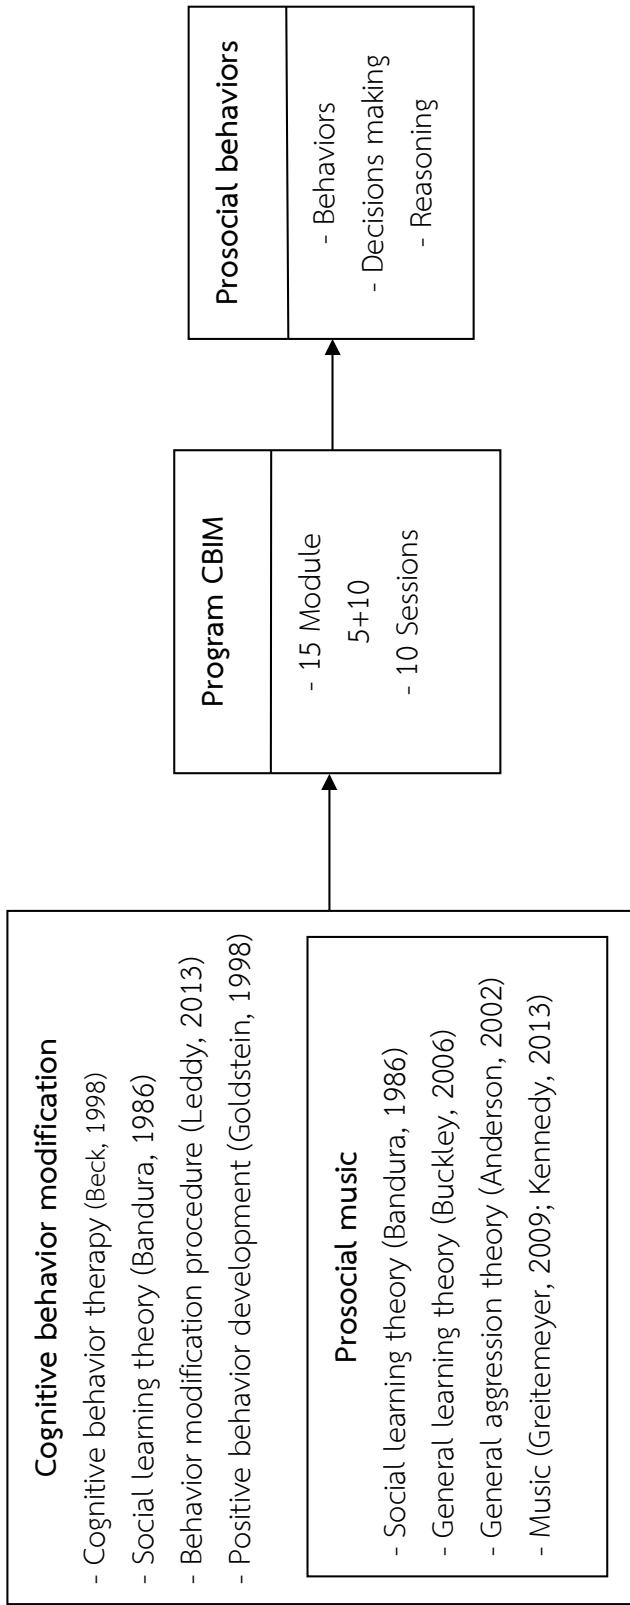 Cognitive behavior modification
- Cognitive behavior therapy (Beck, 1998)
- Social learning theory (Bandura, 1986)
- Behavior modification procedure (Leddy, 2013)
- Positive behavior development (Goldstein, 1998)
Prosocial music
- Social learning theory (Bandura, 1986)
- General learning theory (Buckley, 2006)
- General aggression theory (Anderson, 2002)
- Music (Greitemeyer, 2009; Kennedy, 2013)
Program CBIM
- 15 Module
5+10
- 10 Sessions
Prosocial behaviors
- Behaviors
- Decisions making
- Reasoning